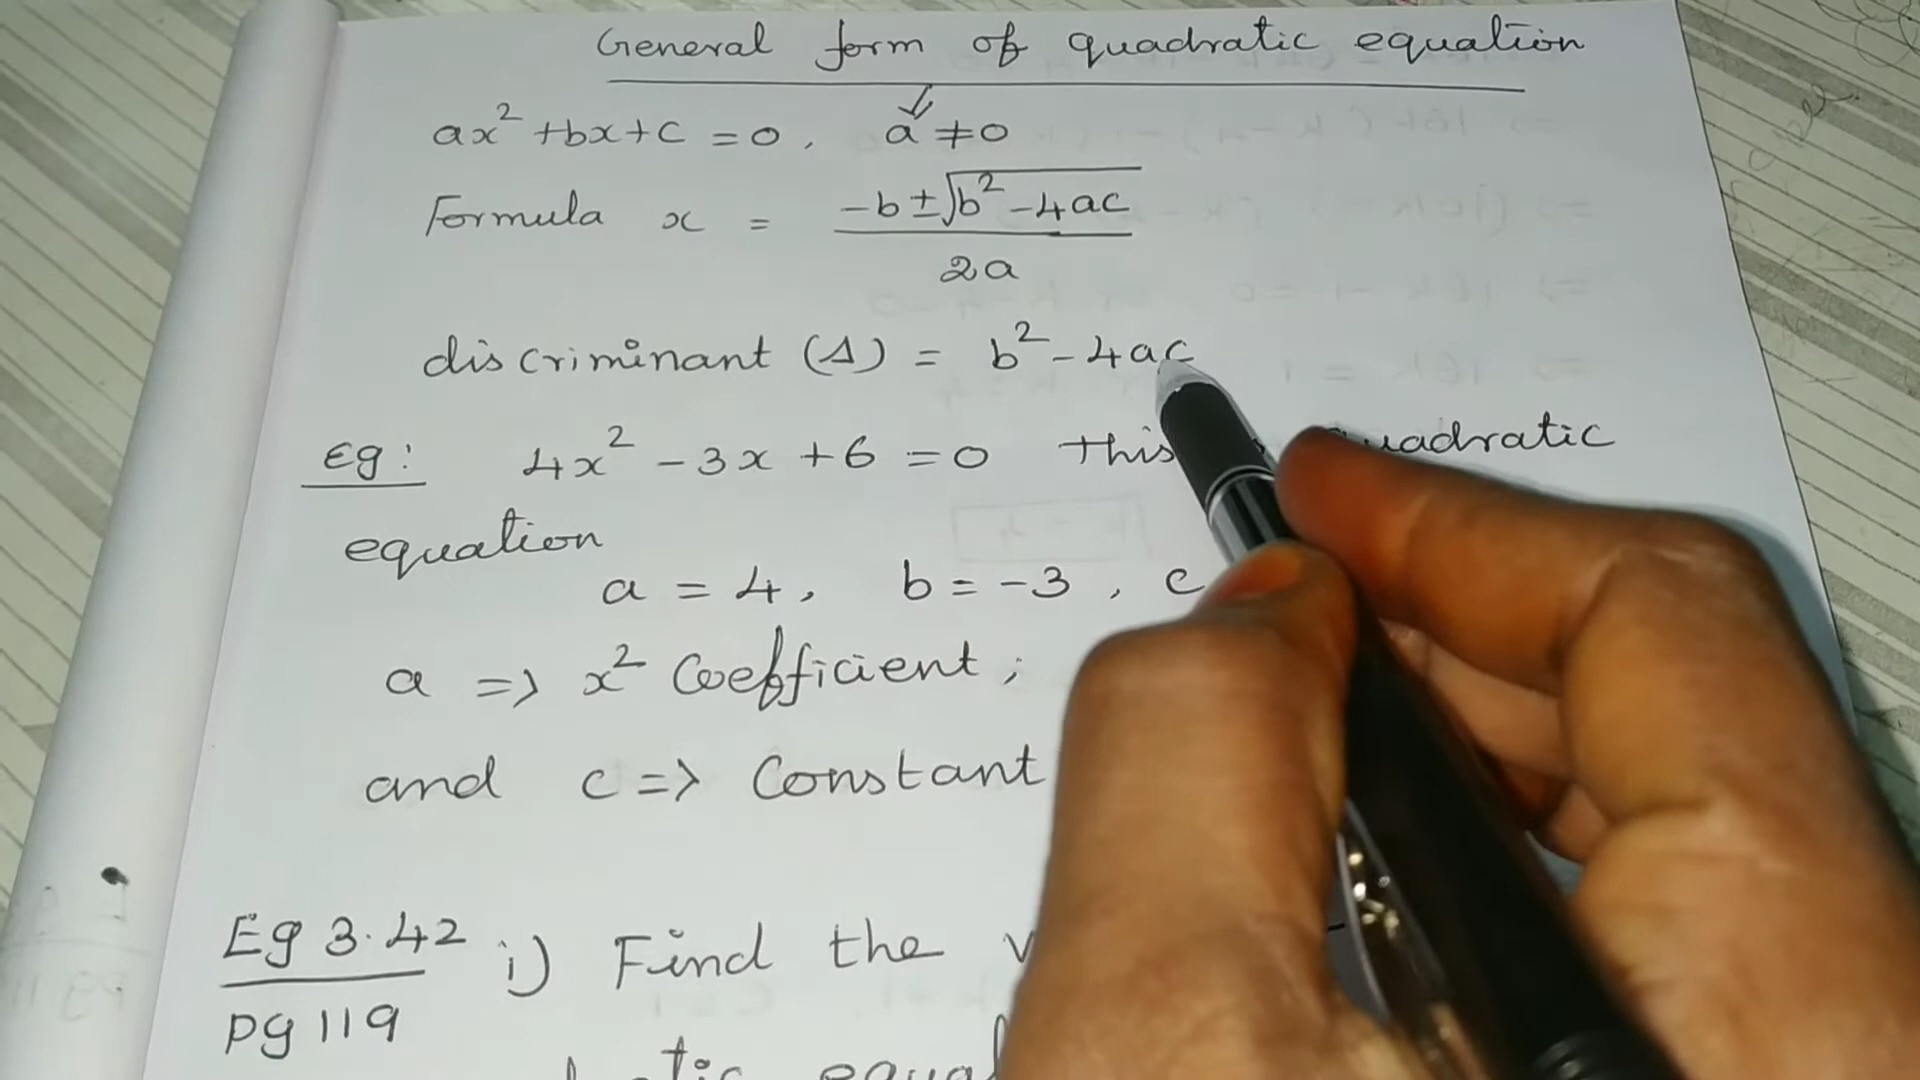 General form of quadratic equation
ax² + bx + c = 0, a ≠ 0
Formula x = -b ± √b² - 4ac / 2a
discriminant (Δ) = b² - 4ac
Eg: 4x² - 3x + 6 = 0 This quadratic
equation
a = 4, b = -3, c
a => x² Coefficient;
and c => Constant
Eg 3.42 i) Find the
pg 119